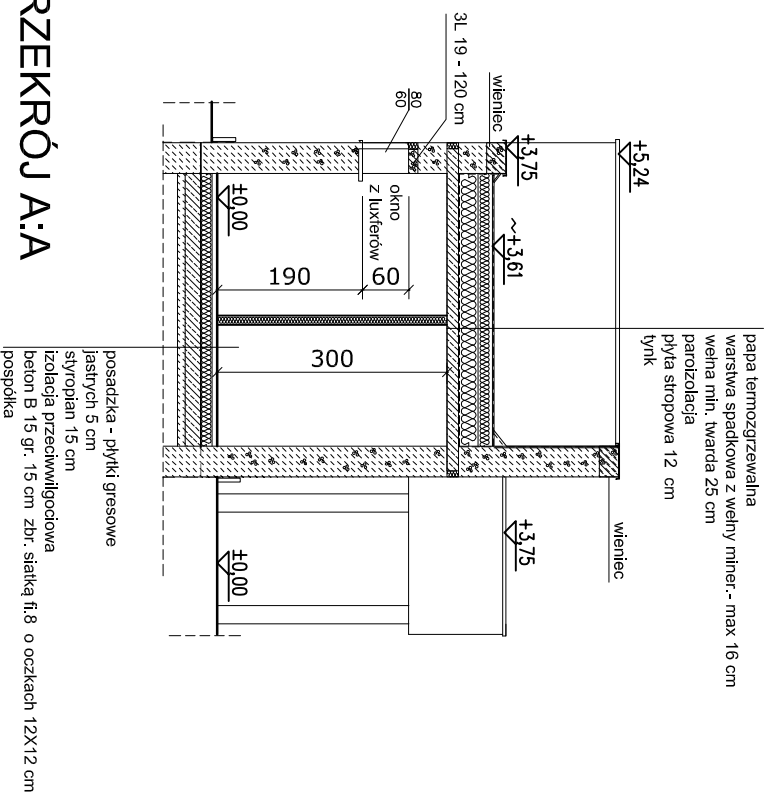 papa termozgrzewalna
warstwa spadkowa z wełny miner.- max 16 cm
wełna min. twarda 25 cm
paroizolacja
płyta stropowa 12 cm
tynk
+5,24
wieniec
+3,75
~+3,61
wieniec
+3,75
3L 19 - 120 cm
80
60
okno
z luxferów
60
190
300
±0,00
±0,00
posadzka - płytki gresowe
jastrych 5 cm
styropian 15 cm
izolacja przeciwwilgociowa
beton B 15 gr. 15 cm zbr. siatką fi.8 o oczkach 12X12 cm
pospółka
RZEKRÓJ A:A